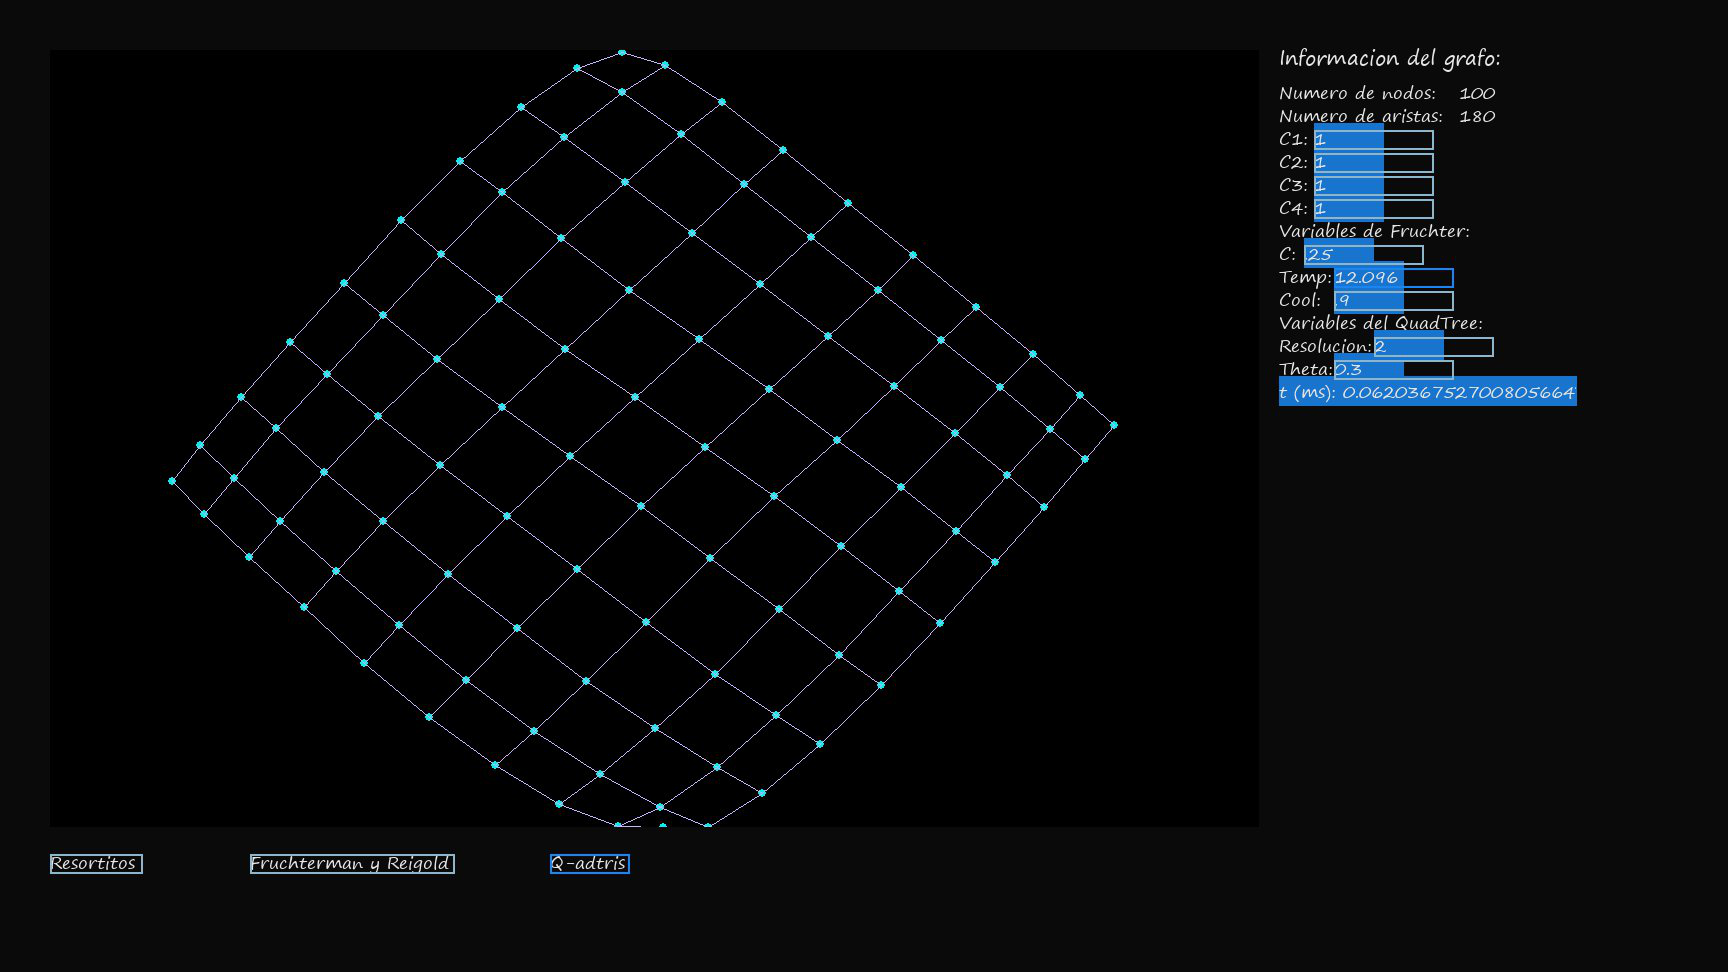 Informacion del grafo:
Numero de nodos: 100
Numero de aristas: 180
C1: 1
C2: 1
C3: 1
C4: 1
Variables de Fruchter:
C: .25
Temp: 12.096
Cool: .9
Variables del QuadTree:
Resolucion: 2
Theta: 0.3
t (ms): 0.062036752700805664
Resortitos
Fruchterman y Reigold
Q-adtris